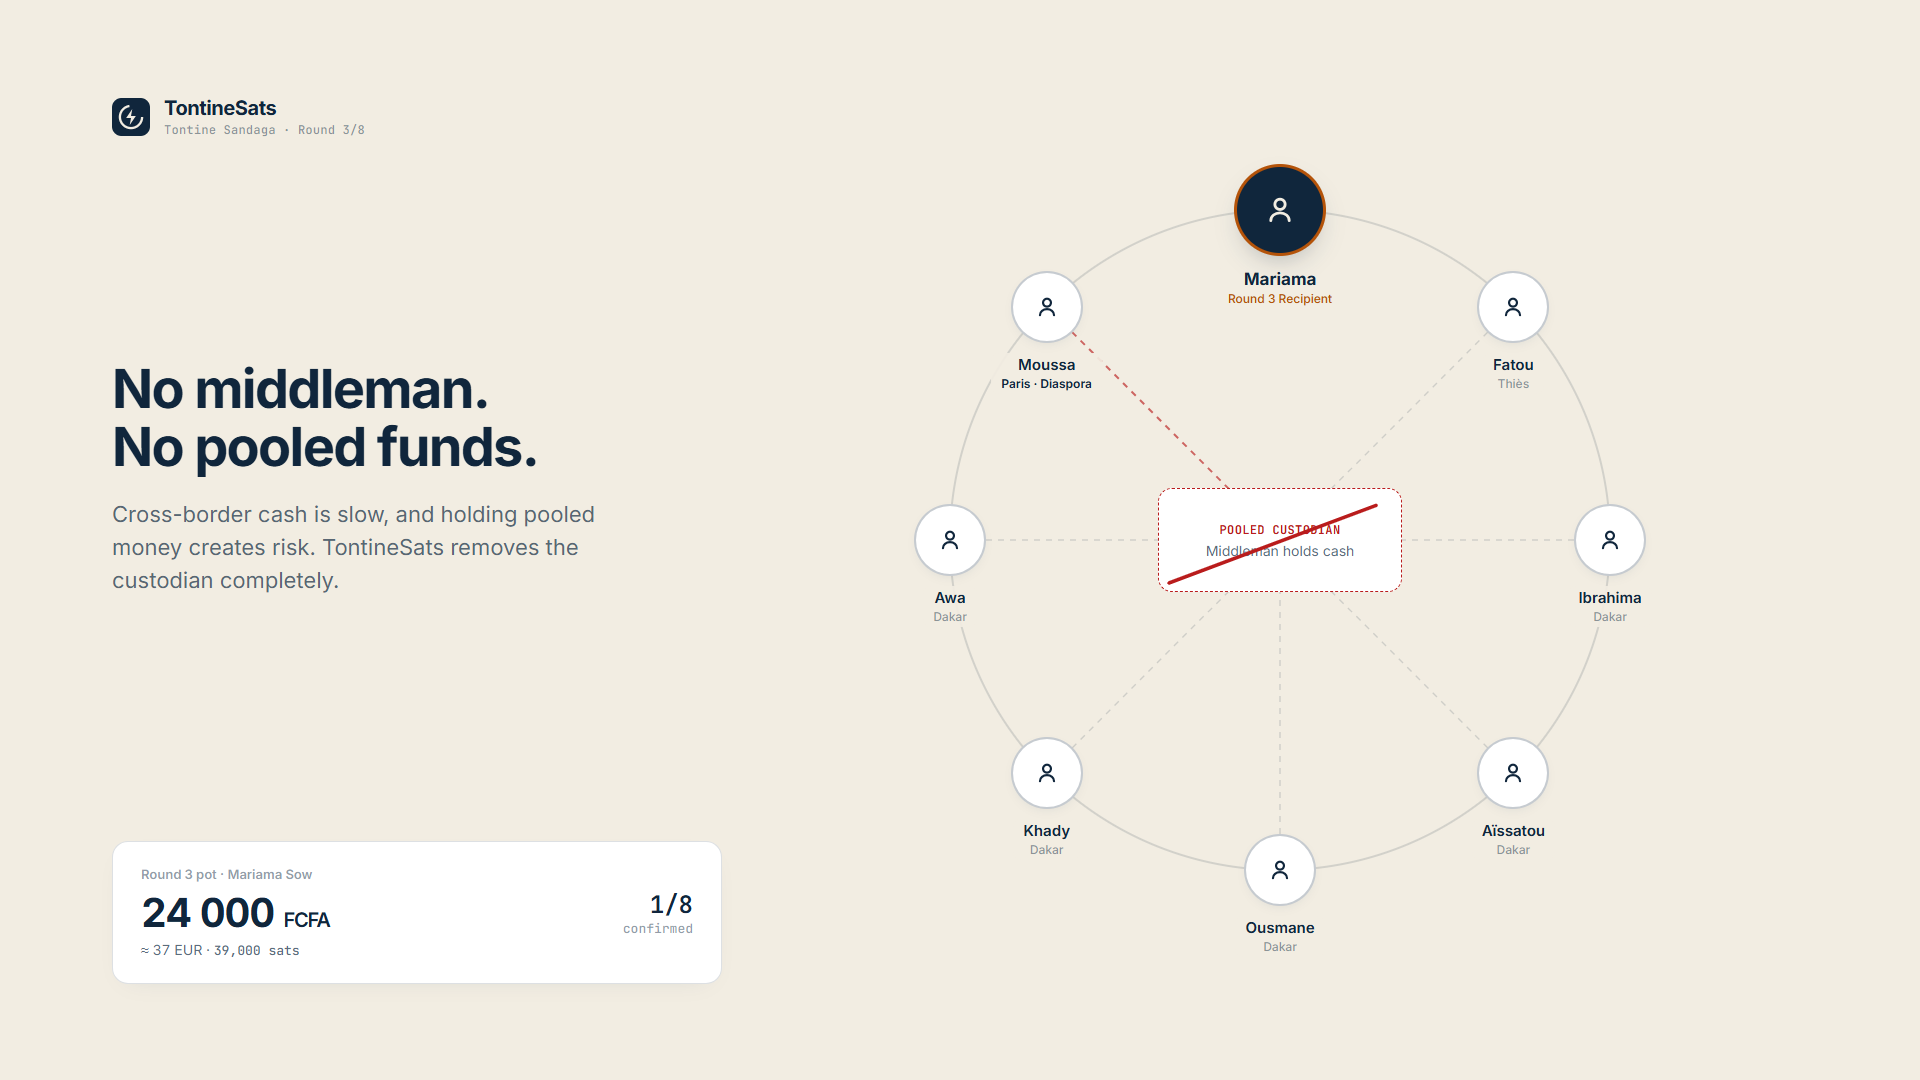 TontineSats
Tontine Sandaga · Round 3/8
No middleman.
No pooled funds.
Cross-border cash is slow, and holding pooled
money creates risk. TontineSats removes the
custodian completely.
Round 3 pot · Mariama Sow
24 000 FCFA
≈ 37 EUR · 39,000 sats
1/8
confirmed
Mariama
Round 3 Recipient
Moussa
Paris · Diaspora
Fatou
Thiès
POOLED CUSTODIAN
Middleman holds cash
Awa
Dakar
Ibrahima
Dakar
Khady
Dakar
Aïssatou
Dakar
Ousmane
Dakar